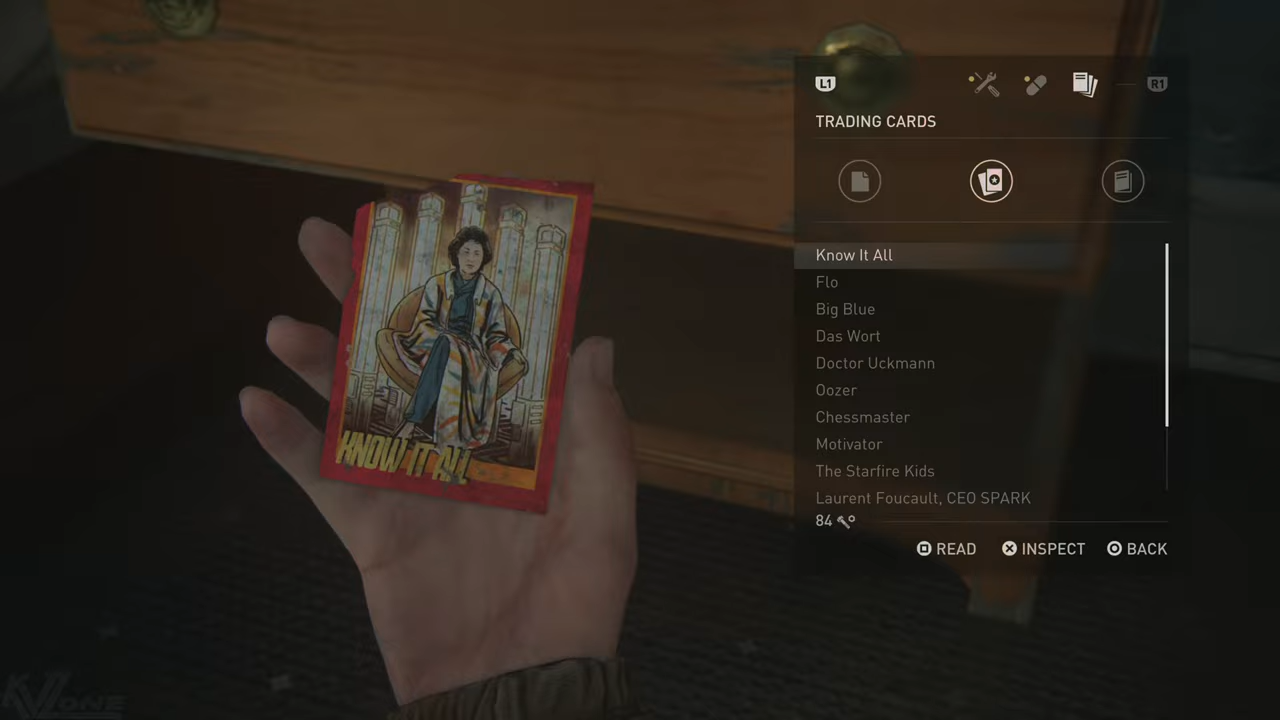 L1
R1
TRADING CARDS
Know It All
Flo
Big Blue
Das Wort
Doctor Uckmann
Oozer
Chessmaster
Motivator
The Starfire Kids
Laurent Foucault, CEO SPARK
84
READ INSPECT BACK
KNOW IT ALL
KVZONE